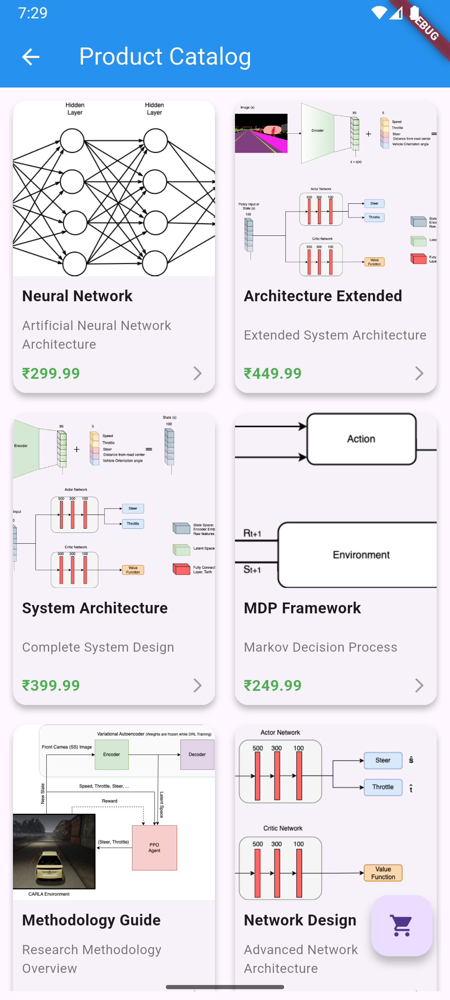 7:29
EBUG
Product Catalog
Hidden
Layer
Hidden
Layer
Neural Network
Artificial Neural Network
Architecture
₹299.99
Image (x)
Encoder
95
5
+
Speed
Throttle
Steer
Distance from road center
Vehicle Orientation angle
=
z = q(x)
Actor Network
500 300 100
Steer
Throttle
Policy Input or
State (s)
100
Critic Network
500 300 100
Value
Function
State
Enco
Raw
Later
Fully
Laye
Architecture Extended
Extended System Architecture
₹449.99
Encoder
95
+
5
Speed
Throttle
Steer
Distance from road center
Vehicle Orientation angle
=
State (s)
100
Actor Network
500 300 100
Steer
Throttle
Input
0
Critic Network
500 300 100
Value
Function
State Space:
Encoder Emb
Raw features
Latent Space
Fully Connect
Layer, Tanh
System Architecture
Complete System Design
₹399.99
Action
Rt+1
Environment
St+1
MDP Framework
Markov Decision Process
₹249.99
Variational Autoencoder (Weights are frozen while DRL Training)
Front Camea (SS) Image
Encoder
Decoder
New State
Speed, Throttle, Steer, ...
Latent Space
Reward
(Steer, Throttle)
PPO
Agent
CARLA Environment
Methodology Guide
Research Methodology
Overview
Actor Network
500 300 100
Steer ŝ
Throttle t̂
Critic Network
500 300 100
Value
Function
Network Design
Advanced Network
Architecture